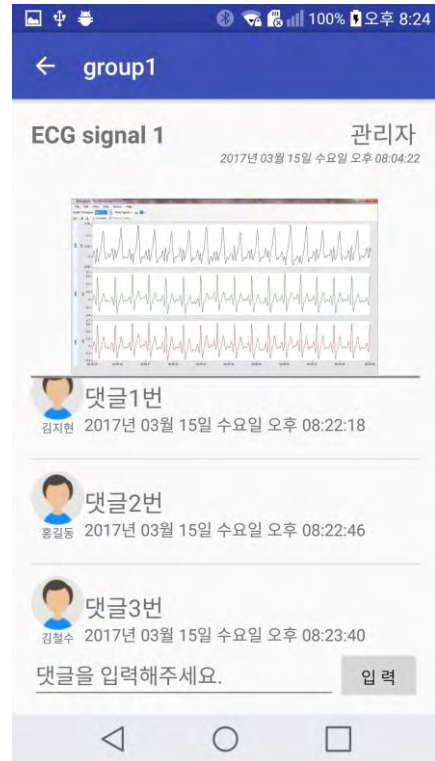 100% 오후 8:24
group1
ECG signal 1
관리자
2017년 03월 15일 수요일 오후 08:04:22
댓글1번
김지현 2017년 03월 15일 수요일 오후 08:22:18
댓글2번
홍길동 2017년 03월 15일 수요일 오후 08:22:46
댓글3번
김철수 2017년 03월 15일 수요일 오후 08:23:40
댓글을 입력해주세요.
입력